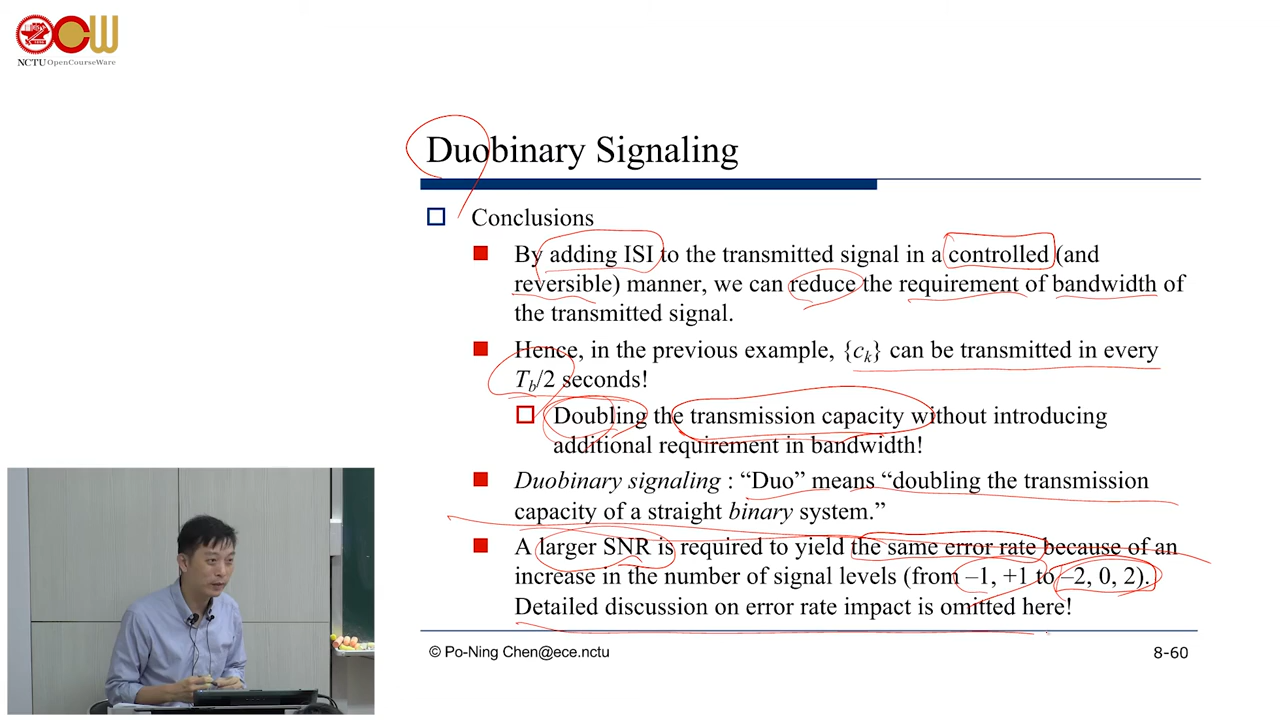 OCW
NCTU OpenCourseWare
Duobinary Signaling
Conclusions
By adding ISI to the transmitted signal in a controlled (and
reversible) manner, we can reduce the requirement of bandwidth of
the transmitted signal.
Hence, in the previous example, {ck} can be transmitted in every
Tb/2 seconds!
Doubling the transmission capacity without introducing
additional requirement in bandwidth!
Duobinary signaling : “Duo” means “doubling the transmission
capacity of a straight binary system.”
A larger SNR is required to yield the same error rate because of an
increase in the number of signal levels (from –1, +1 to –2, 0, 2).
Detailed discussion on error rate impact is omitted here!
© Po-Ning Chen@ece.nctu
8-60